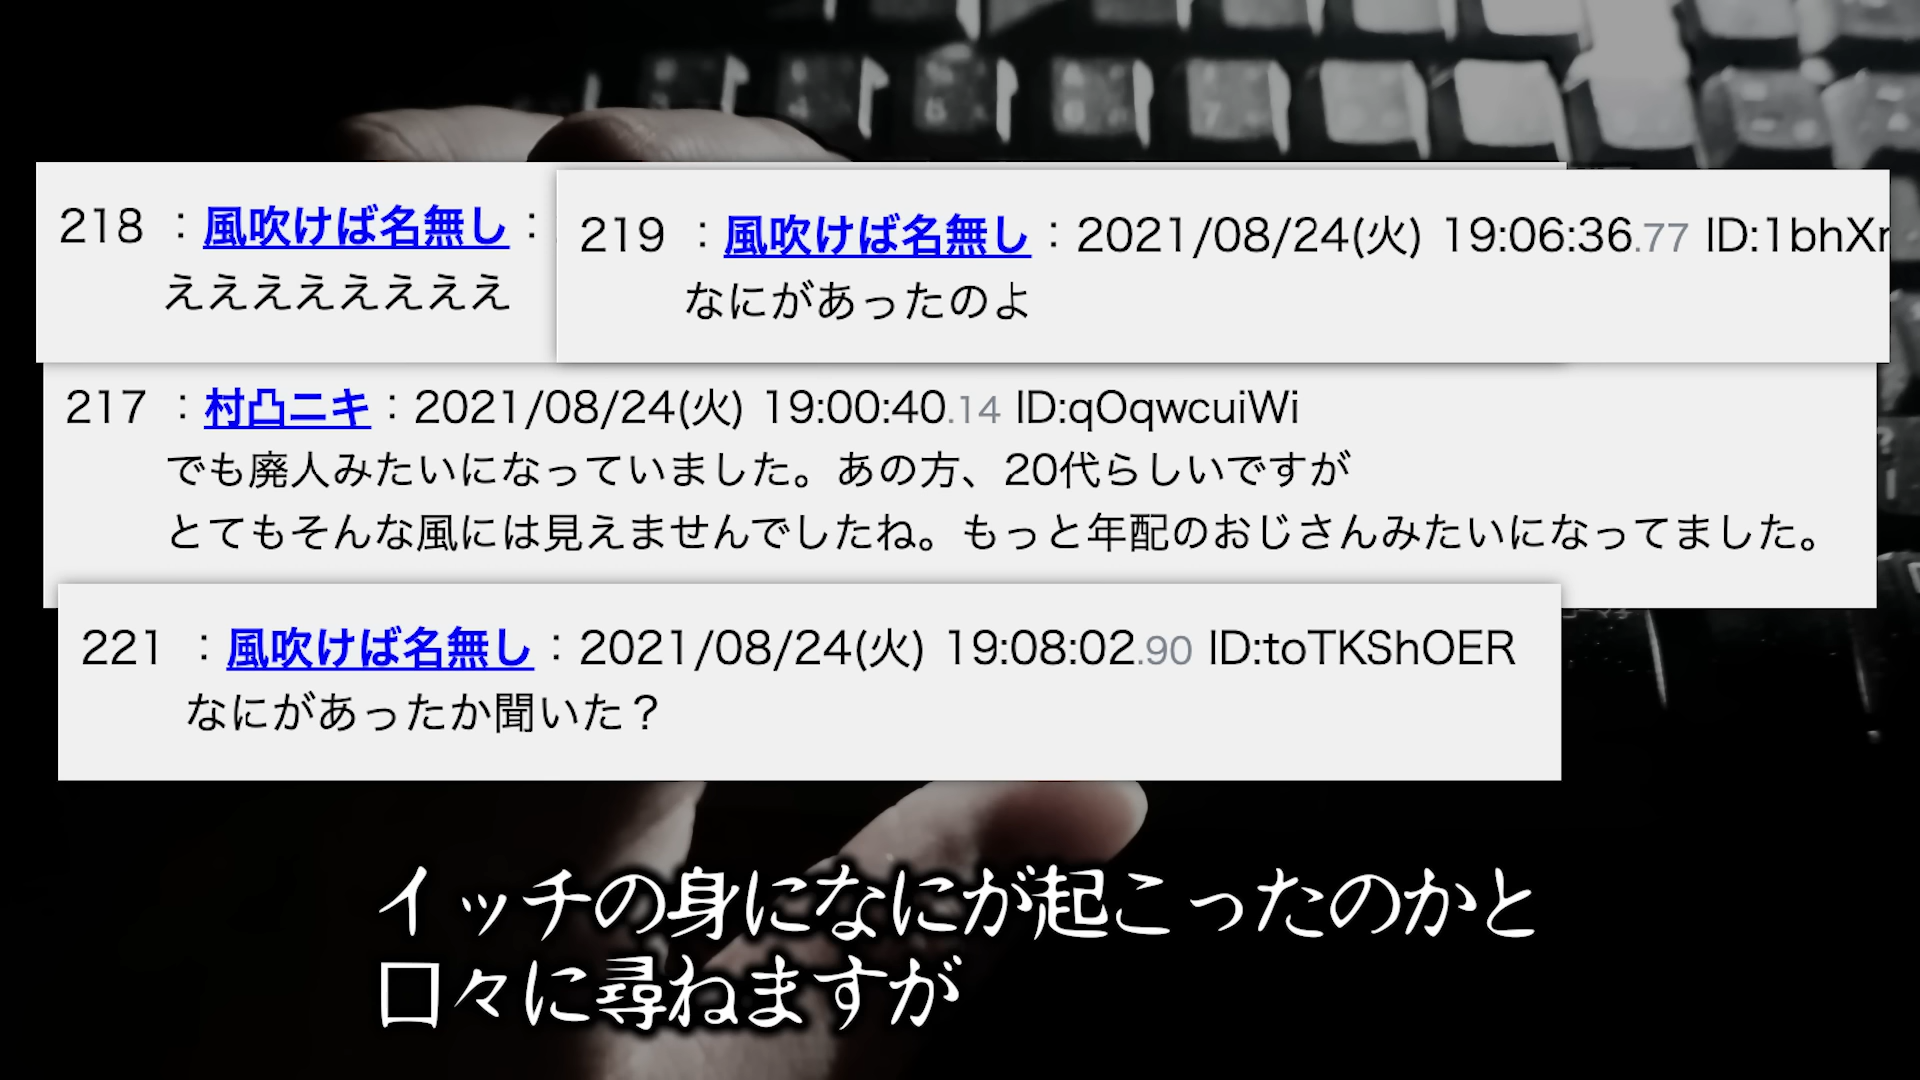 218 ：風吹けば名無し：
ええええええええ
219 ：風吹けば名無し：2021/08/24(火) 19:06:36.77 ID:1bhX
なにがあったのよ
217 ：村凸ニキ：2021/08/24(火) 19:00:40.14 ID:qOqwcuiWi
でも廃人みたいになっていました。あの方、20代らしいですが
とてもそんな風には見えませんでしたね。もっと年配のおじさんみたいになってました。
221 ：風吹けば名無し：2021/08/24(火) 19:08:02.90 ID:toTKShOER
なにがあったか聞いた？
イッチの身になにが起こったのかと
口々に尋ねますが